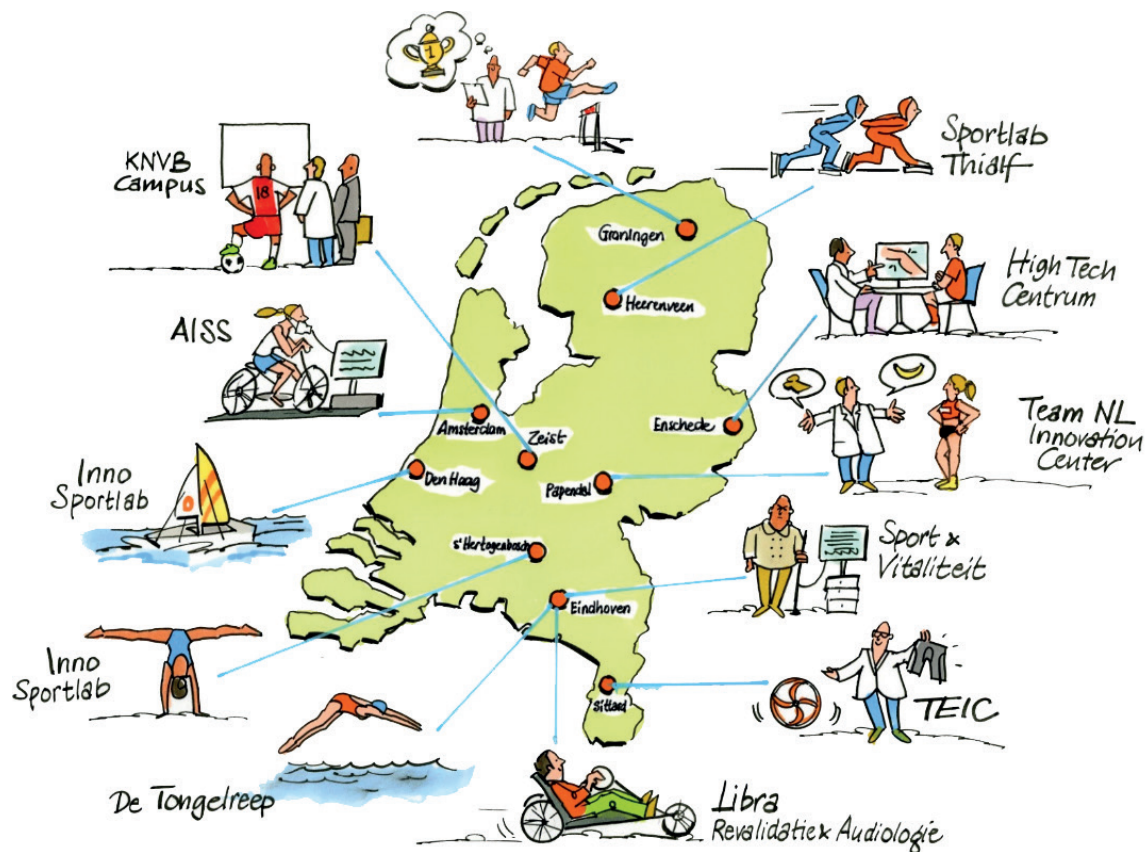 1
KNVB
Campus
18
Sportlab
Thialf
Groningen
Heerenveen
High Tech
Centrum
AISS
Amsterdam
Zeist
Enschede
Team NL
Innovation
Center
Inno
Sportlab
Den Haag
Papendal
s'Hertogenbosch
Sport &
Vitaliteit
Eindhoven
Inno
Sportlab
Sittard
TEIC
De Tongelreep
Libra
Revalidatie & Audiologie